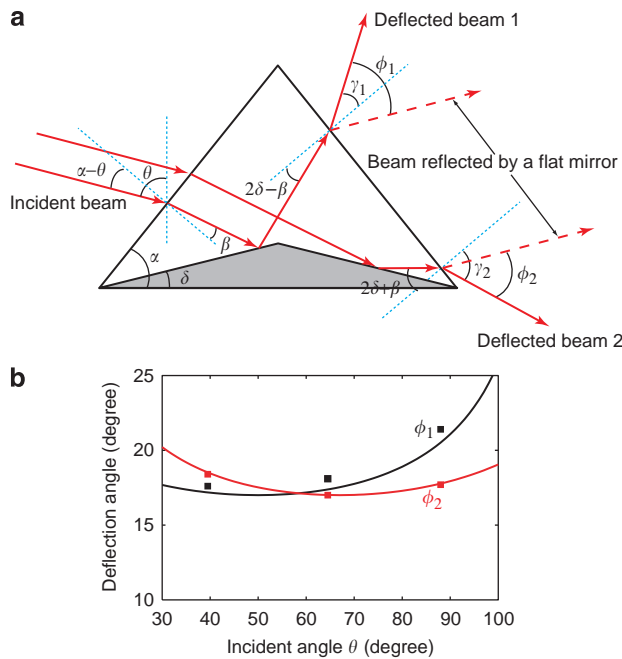 a
Deflected beam 1
ϕ1
γ1
Beam reflected by a flat mirror
α–θ
θ
2δ–β
Incident beam
β
α
δ
2δ+β
γ2
ϕ2
Deflected beam 2
b
Deflection angle (degree)
25
20
15
10
ϕ1
ϕ2
30 40 50 60 70 80 90 100
Incident angle θ (degree)